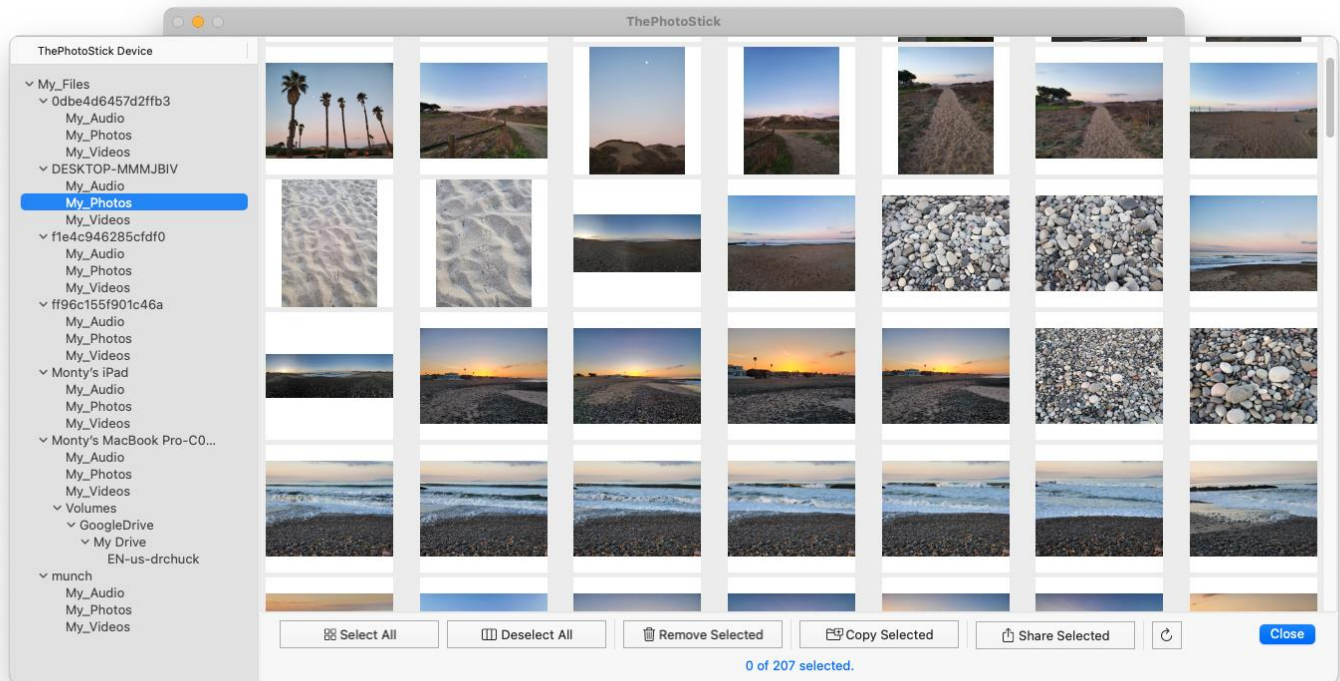 ThePhotoStick
ThePhotoStick Device
My_Files
0dbe4d6457d2ffb3
My_Audio
My_Photos
My_Videos
DESKTOP-MMMJBIV
My_Audio
My_Photos
My_Videos
f1e4c946285cfdf0
My_Audio
My_Photos
My_Videos
ff96c155f901c46a
My_Audio
My_Photos
My_Videos
Monty's iPad
My_Audio
My_Photos
My_Videos
Monty's MacBook Pro-C0...
My_Audio
My_Photos
My_Videos
Volumes
GoogleDrive
My Drive
EN-us-drchuck
munch
My_Audio
My_Photos
My_Videos
Select All
Deselect All
Remove Selected
Copy Selected
Share Selected
Close
0 of 207 selected.